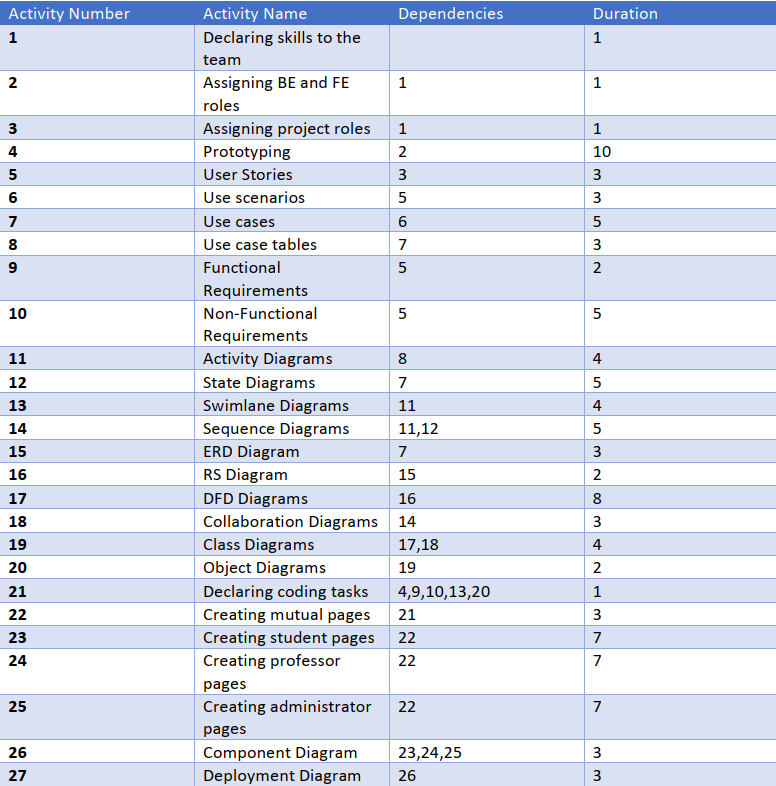 Activity Number Activity Name Dependencies Duration
1 Declaring skills to the 1
team
2 Assigning BE and FE 1 1
roles
3 Assigning project roles 1 1
4 Prototyping 2 10
5 User Stories 3 3
6 Use scenarios 5 3
7 Use cases 6 5
8 Use case tables 7 3
9 Functional 5 2
Requirements
10 Non-Functional 5 5
Requirements
11 Activity Diagrams 8 4
12 State Diagrams 7 5
13 Swimlane Diagrams 11 4
14 Sequence Diagrams 11,12 5
15 ERD Diagram 7 3
16 RS Diagram 15 2
17 DFD Diagrams 16 8
18 Collaboration Diagrams 14 3
19 Class Diagrams 17,18 4
20 Object Diagrams 19 2
21 Declaring coding tasks 4,9,10,13,20 1
22 Creating mutual pages 21 3
23 Creating student pages 22 7
24 Creating professor 22 7
pages
25 Creating administrator 22 7
pages
26 Component Diagram 23,24,25 3
27 Deployment Diagram 26 3